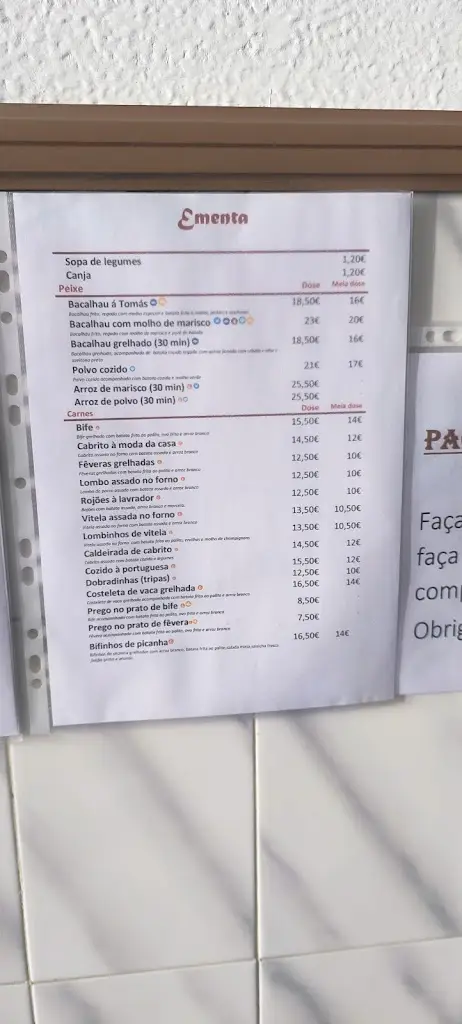 Ementa
Sopa de legumes 1,20€
Canja 1,20€
Peixe Dose Meia dose
Bacalhau á Tomás 18,50€ 16€
Bacalhau com molho de marisco 23€ 20€
Bacalhau grelhado (30 min) 18,50€ 16€
Polvo cozido 21€ 17€
Arroz de marisco (30 min) 25,50€
Arroz de polvo (30 min) 25,50€
Carnes Dose Meia dose
Bife 15,50€ 14€
Cabrito à moda da casa 14,50€ 12€
Fêveras grelhadas 12,50€ 10€
Lombo assado no forno 12,50€ 10€
Rojões à lavrador 12,50€ 10€
Vitela assada no forno 13,50€ 10,50€
Lombinhos de vitela 13,50€ 10,50€
Caldeirada de cabrito 14,50€ 12€
Cozido à portuguesa 15,50€ 12€
Dobradinhas (tripas) 12,50€ 10€
Costeleta de vaca grelhada 16,50€ 14€
Prego no prato de bife 8,50€
Prego no prato de fêvera 7,50€
Bifinhos de picanha 16,50€ 14€
PA
Faça
faça
comp
Obrig